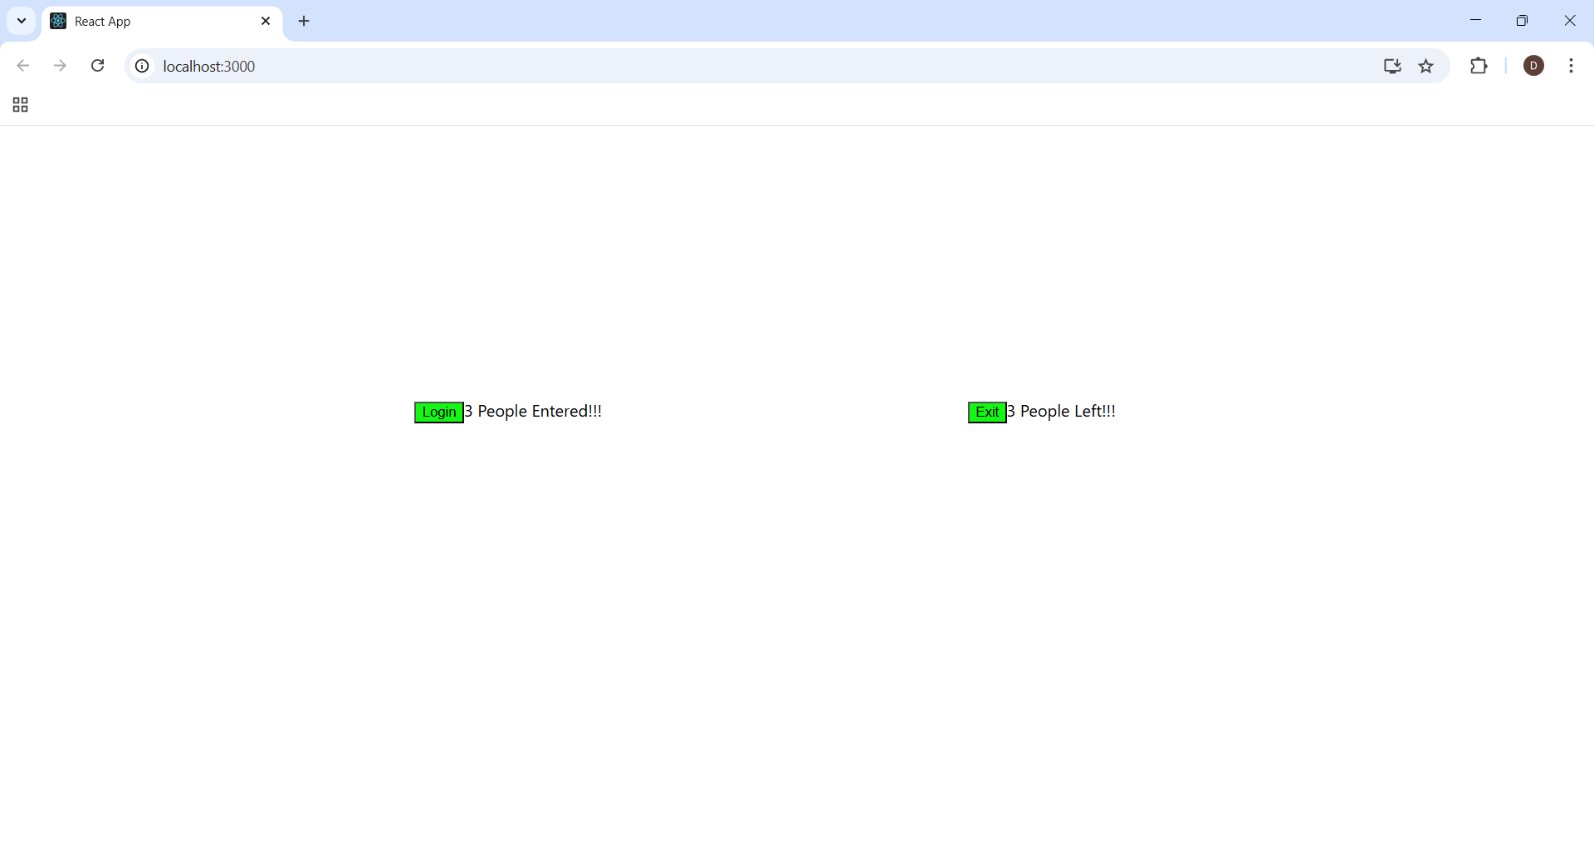 React App
localhost:3000
D
Login 3 People Entered!!!
Exit 3 People Left!!!